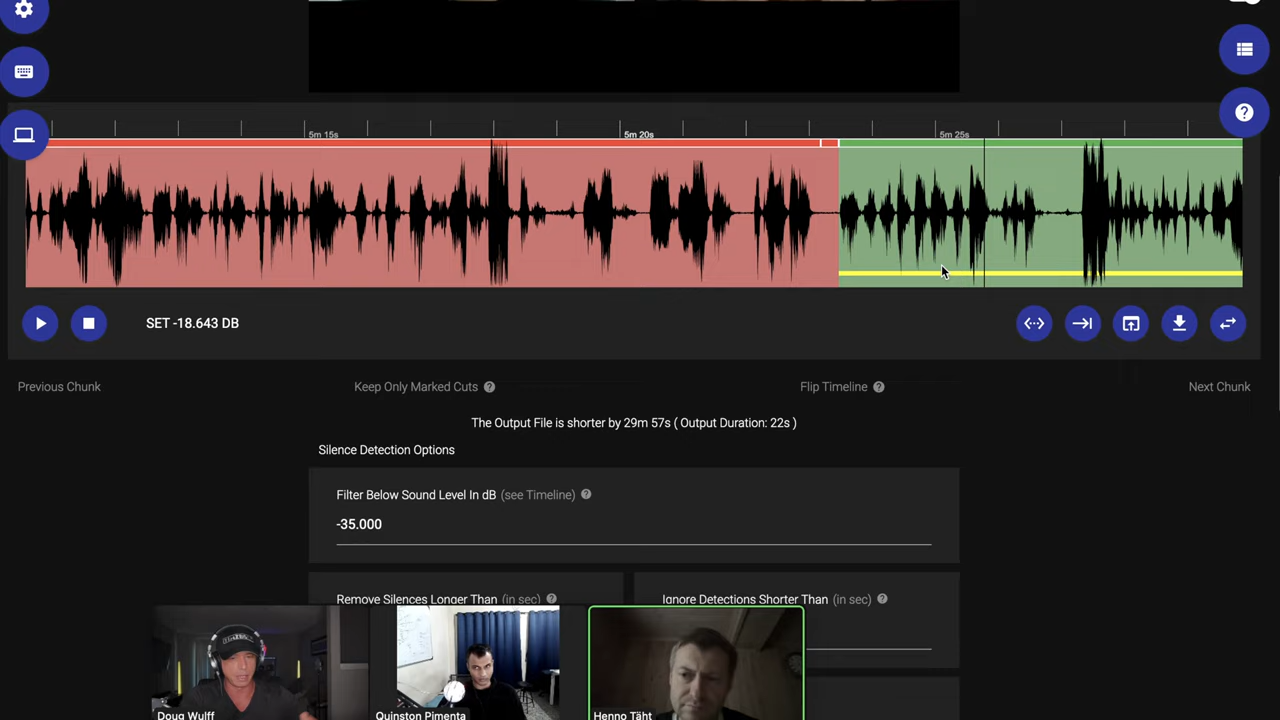 5m 15s
5m 20s
5m 25s
SET -18.643 DB
Previous Chunk
Keep Only Marked Cuts
Flip Timeline
Next Chunk
The Output File is shorter by 29m 57s ( Output Duration: 22s )
Silence Detection Options
Filter Below Sound Level In dB (see Timeline)
-35.000
Remove Silences Longer Than (in sec)
Ignore Detections Shorter Than (in sec)
Doug Wulff
Quinston Pimenta
Henno Täht